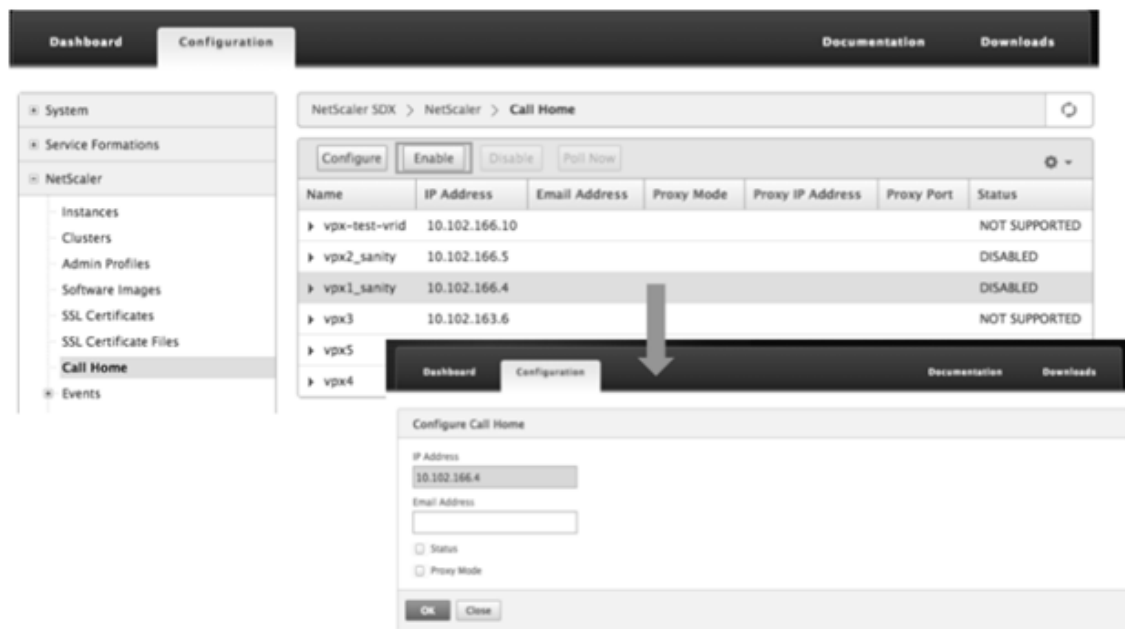 Dashboard Configuration Documentation Downloads
System
Service Formations
NetScaler
Instances
Clusters
Admin Profiles
Software Images
SSL Certificates
SSL Certificate Files
Call Home
Events
NetScaler SDX > NetScaler > Call Home
Configure Enable Disable Poll Now
Name IP Address Email Address Proxy Mode Proxy IP Address Proxy Port Status
vpx-test-vrid 10.102.166.10 NOT SUPPORTED
vpx2_sanity 10.102.166.5 DISABLED
vpx1_sanity 10.102.166.4 DISABLED
vpx3 10.102.163.6 NOT SUPPORTED
vpx5
vpx4
Dashboard Configuration Documentation Downloads
Configure Call Home
IP Address
10.102.166.4
Email Address
Status
Proxy Mode
OK Close